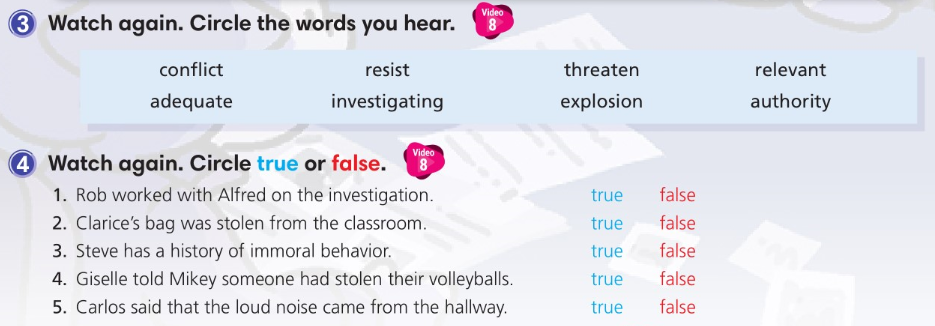 3 Watch again. Circle the words you hear. Video 8
conflict resist threaten relevant
adequate investigating explosion authority
4 Watch again. Circle true or false. Video 8
1. Rob worked with Alfred on the investigation. true false
2. Clarice's bag was stolen from the classroom. true false
3. Steve has a history of immoral behavior. true false
4. Giselle told Mikey someone had stolen their volleyballs. true false
5. Carlos said that the loud noise came from the hallway. true false